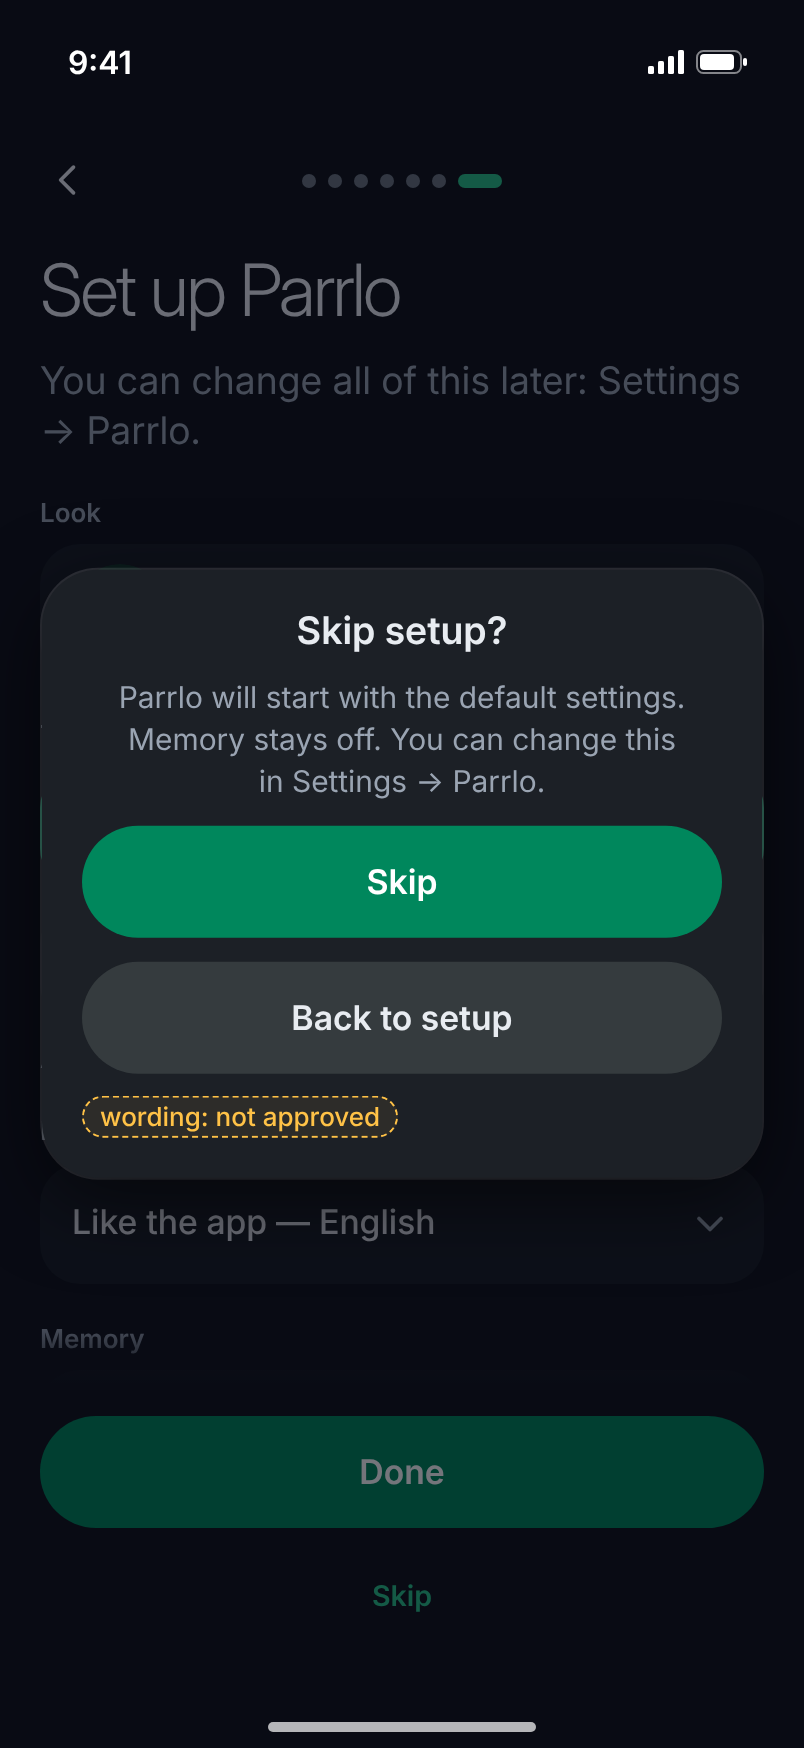 9:41
Set up Parrlo
You can change all of this later: Settings
→ Parrlo.
Look
Skip setup?
Parrlo will start with the default settings.
Memory stays off. You can change this
in Settings → Parrlo.
Skip
Back to setup
wording: not approved
Like the app — English
Memory
Done
Skip